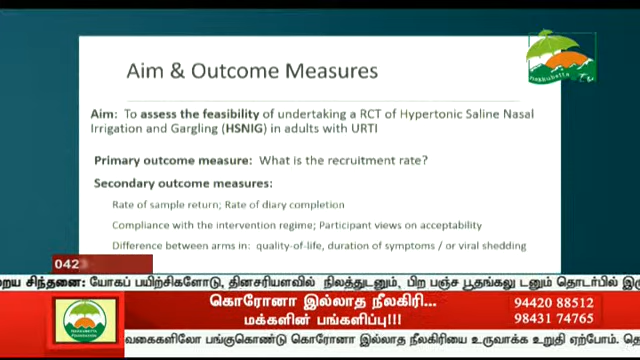 Aim & Outcome Measures
Aim: To assess the feasibility of undertaking a RCT of Hypertonic Saline Nasal
Irrigation and Gargling (HSNIG) in adults with URTI
Primary outcome measure: What is the recruitment rate?
Secondary outcome measures:
Rate of sample return; Rate of diary completion
Compliance with the intervention regime; Participant views on acceptability
Difference between arms in: quality-of-life, duration of symptoms / or viral shedding
0423
றைய சிந்தனை: யோகப் பயிற்சிகளோடு, தினசரியளவில் நிலத்துடனும், பிற பஞ்ச பூதங்களு டனும் தொடர்பில் இரு
கொரோனா இல்லாத நீலகிரி...
மக்களின் பங்களிப்பு!!!
94420 88512
98431 74765
வகைகளிலோ பங்குகொண்டு கொரோனா இல்லாத நீலகிரியை உருவாக்க உறுதி ஏற்போம்.